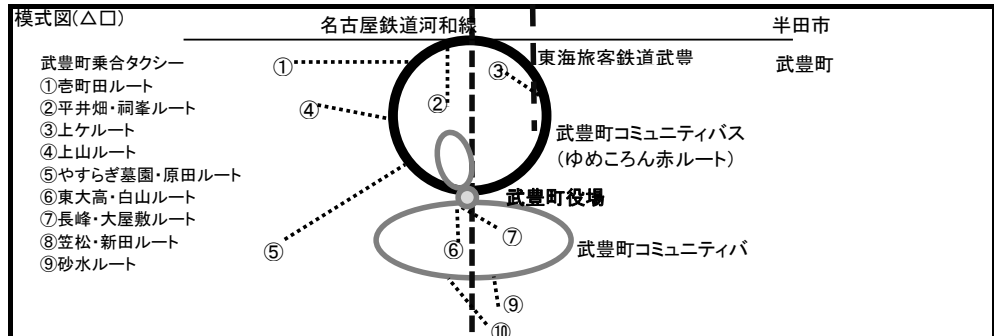 模式図(△□)
名古屋鉄道河和線
半田市
東海旅客鉄道武豊
武豊町
武豊町乗合タクシー
①壱町田ルート
②平井畑・祠峯ルート
③上ケルート
④上山ルート
⑤やすらぎ墓園・原田ルート
⑥東大高・白山ルート
⑦長峰・大屋敷ルート
⑧笠松・新田ルート
⑨砂水ルート
①
②
③
④
武豊町コミュニティバス
(ゆめころん赤ルート)
武豊町役場
⑤
⑥
⑦
武豊町コミュニティバ
⑨
⑩